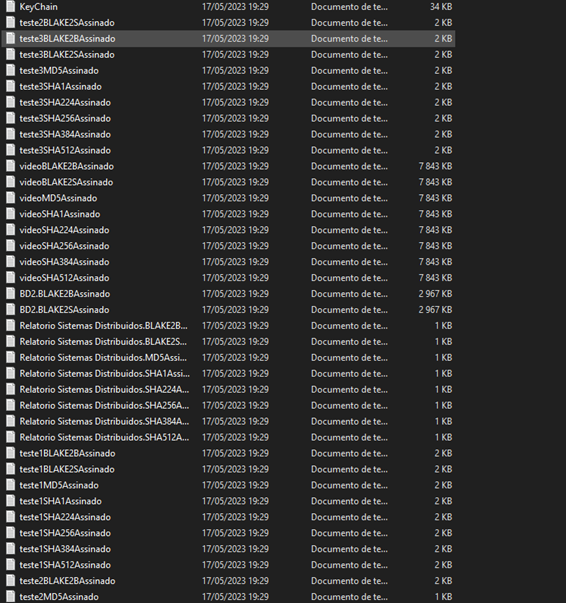 KeyChain 17/05/2023 19:29 Documento de te... 34 KB
teste2BLAKE2SAssinado 17/05/2023 19:29 Documento de te... 2 KB
teste3BLAKE2BAssinado 17/05/2023 19:29 Documento de te... 2 KB
teste3BLAKE2SAssinado 17/05/2023 19:29 Documento de te... 2 KB
teste3MD5Assinado 17/05/2023 19:29 Documento de te... 2 KB
teste3SHA1Assinado 17/05/2023 19:29 Documento de te... 2 KB
teste3SHA224Assinado 17/05/2023 19:29 Documento de te... 2 KB
teste3SHA256Assinado 17/05/2023 19:29 Documento de te... 2 KB
teste3SHA384Assinado 17/05/2023 19:29 Documento de te... 2 KB
teste3SHA512Assinado 17/05/2023 19:29 Documento de te... 2 KB
videoBLAKE2BAssinado 17/05/2023 19:29 Documento de te... 7 843 KB
videoBLAKE2SAssinado 17/05/2023 19:29 Documento de te... 7 843 KB
videoMD5Assinado 17/05/2023 19:29 Documento de te... 7 843 KB
videoSHA1Assinado 17/05/2023 19:29 Documento de te... 7 843 KB
videoSHA224Assinado 17/05/2023 19:29 Documento de te... 7 843 KB
videoSHA256Assinado 17/05/2023 19:29 Documento de te... 7 843 KB
videoSHA384Assinado 17/05/2023 19:29 Documento de te... 7 843 KB
videoSHA512Assinado 17/05/2023 19:29 Documento de te... 7 843 KB
BD2.BLAKE2BAssinado 17/05/2023 19:29 Documento de te... 2 967 KB
BD2.BLAKE2SAssinado 17/05/2023 19:29 Documento de te... 2 967 KB
Relatorio Sistemas Distribuidos.BLAKE2B... 17/05/2023 19:29 Documento de te... 1 KB
Relatorio Sistemas Distribuidos.BLAKE2S... 17/05/2023 19:29 Documento de te... 1 KB
Relatorio Sistemas Distribuidos.MD5Assi... 17/05/2023 19:29 Documento de te... 1 KB
Relatorio Sistemas Distribuidos.SHA1Assi... 17/05/2023 19:29 Documento de te... 1 KB
Relatorio Sistemas Distribuidos.SHA224A... 17/05/2023 19:29 Documento de te... 1 KB
Relatorio Sistemas Distribuidos.SHA256A... 17/05/2023 19:29 Documento de te... 1 KB
Relatorio Sistemas Distribuidos.SHA384A... 17/05/2023 19:29 Documento de te... 1 KB
Relatorio Sistemas Distribuidos.SHA512A... 17/05/2023 19:29 Documento de te... 1 KB
teste1BLAKE2BAssinado 17/05/2023 19:29 Documento de te... 2 KB
teste1BLAKE2SAssinado 17/05/2023 19:29 Documento de te... 2 KB
teste1MD5Assinado 17/05/2023 19:29 Documento de te... 2 KB
teste1SHA1Assinado 17/05/2023 19:29 Documento de te... 2 KB
teste1SHA224Assinado 17/05/2023 19:29 Documento de te... 2 KB
teste1SHA256Assinado 17/05/2023 19:29 Documento de te... 2 KB
teste1SHA384Assinado 17/05/2023 19:29 Documento de te... 2 KB
teste1SHA512Assinado 17/05/2023 19:29 Documento de te... 2 KB
teste2BLAKE2BAssinado 17/05/2023 19:29 Documento de te... 2 KB
teste2MD5Assinado 17/05/2023 19:29 Documento de te... 1 KB